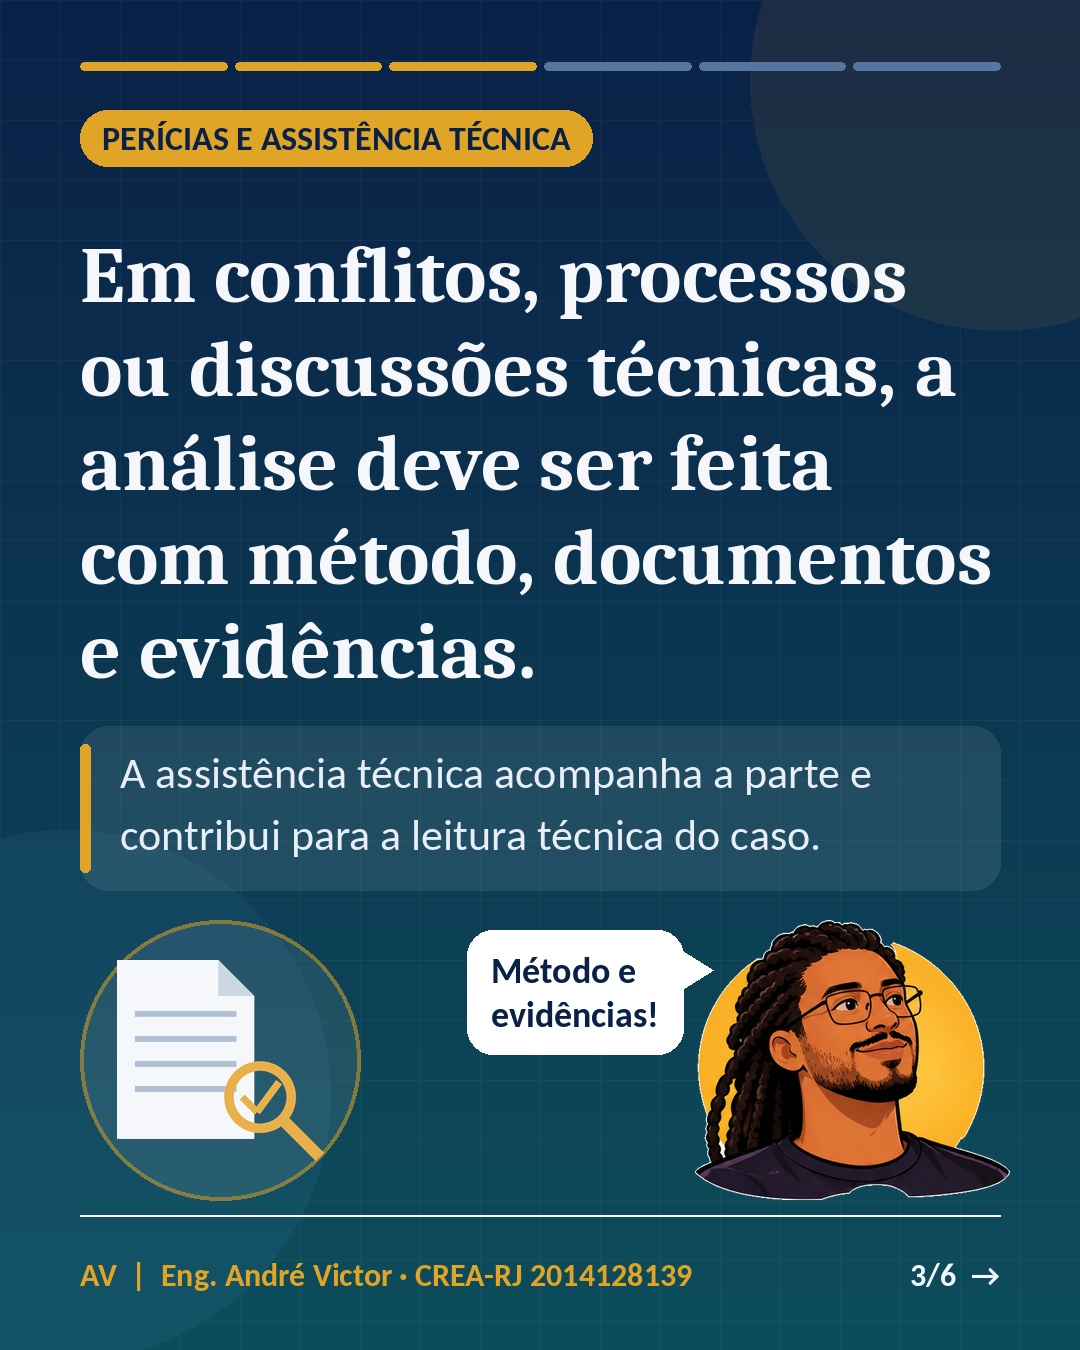 PERÍCIAS E ASSISTÊNCIA TÉCNICA
Em conflitos, processos
ou discussões técnicas, a
análise deve ser feita
com método, documentos
e evidências.
A assistência técnica acompanha a parte e
contribui para a leitura técnica do caso.
Método e
evidências!
AV | Eng. André Victor · CREA-RJ 2014128139
3/6 →